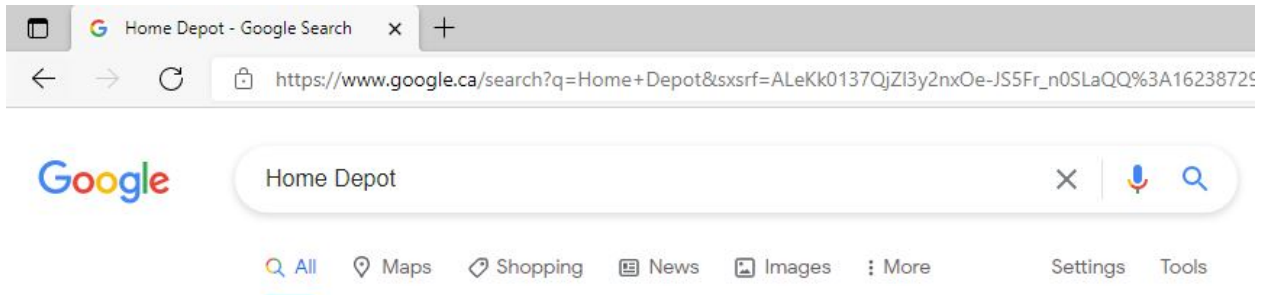 Home Depot - Google Search
https://www.google.ca/search?q=Home+Depot&sxsrf=ALeKk0137QjZl3y2nxOe-JS5Fr_n0SLaQQ%3A16238729
Google Home Depot
All Maps Shopping News Images More Settings Tools